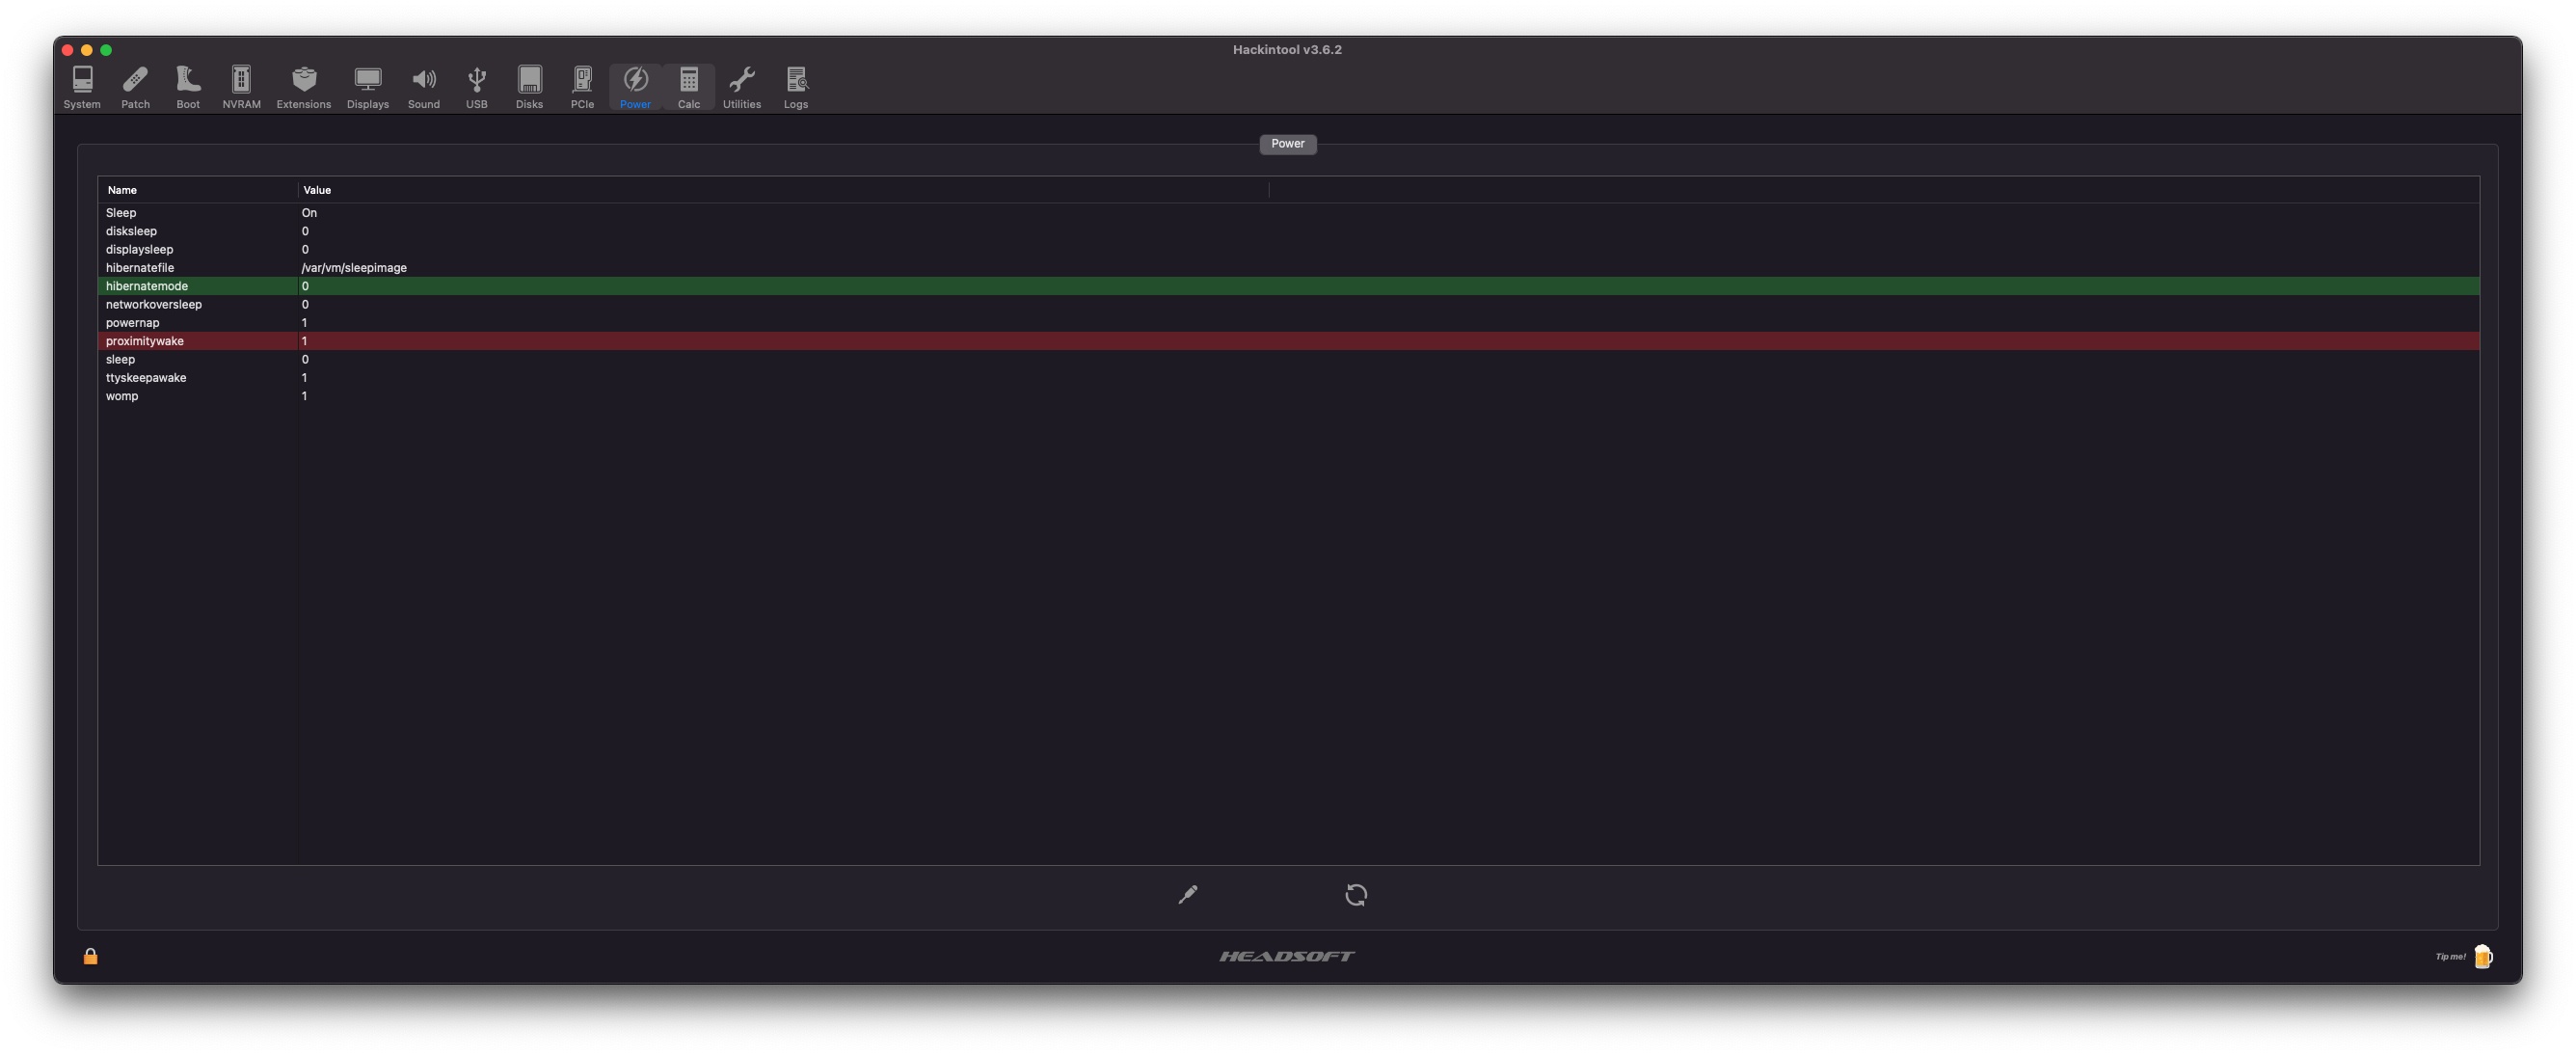 Hackintool v3.6.2
System Patch Boot NVRAM Extensions Displays Sound USB Disks PCIe Power Calc Utilities Logs
Power
Name Value
Sleep On
disksleep 0
displaysleep 0
hibernatefile /var/vm/sleepimage
hibernatemode 0
networkoversleep 0
powernap 1
proximitywake 1
sleep 0
ttyskeepawake 1
womp 1
HEADSOFT
Tip me!